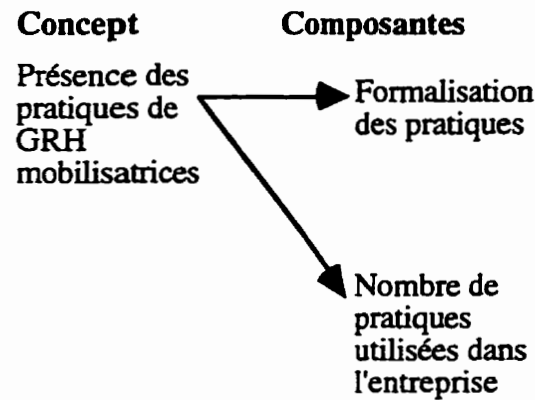 Concept
Composantes
Présence des
pratiques de
GRH
mobilisatrices
Formalisation
des pratiques
Nombre de
pratiques
utilisées dans
l'entreprise